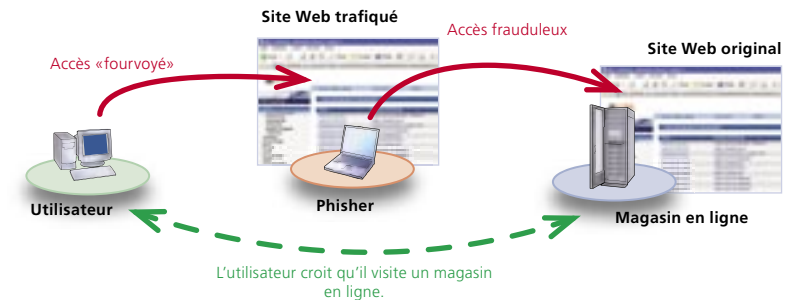 Site Web trafiqué
Accès frauduleux
Site Web original
Accès «fourvoyé»
Utilisateur
Phisher
Magasin en ligne
L'utilisateur croit qu'il visite un magasin
en ligne.